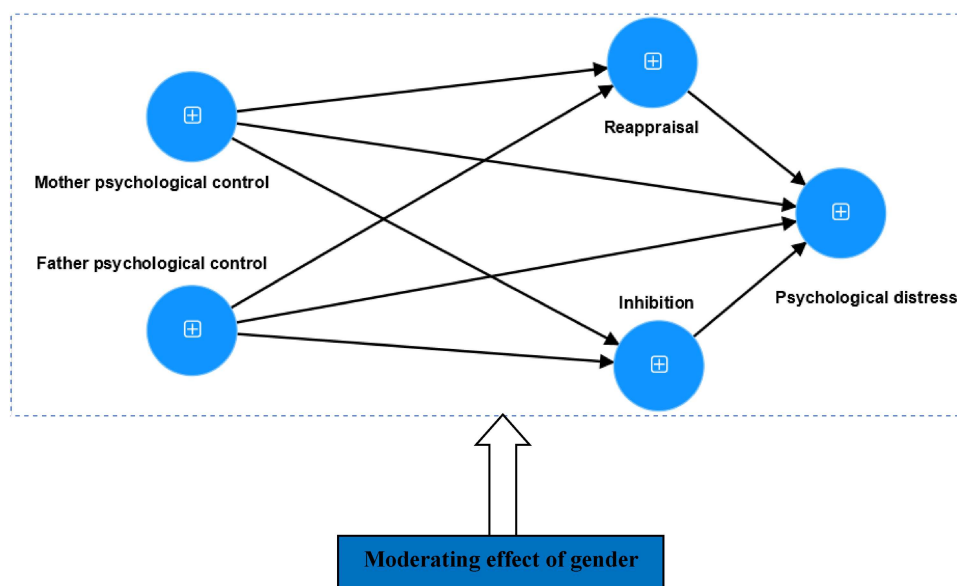 Reappraisal
Mother psychological control
Father psychological control
Inhibition
Psychological distress
Moderating effect of gender